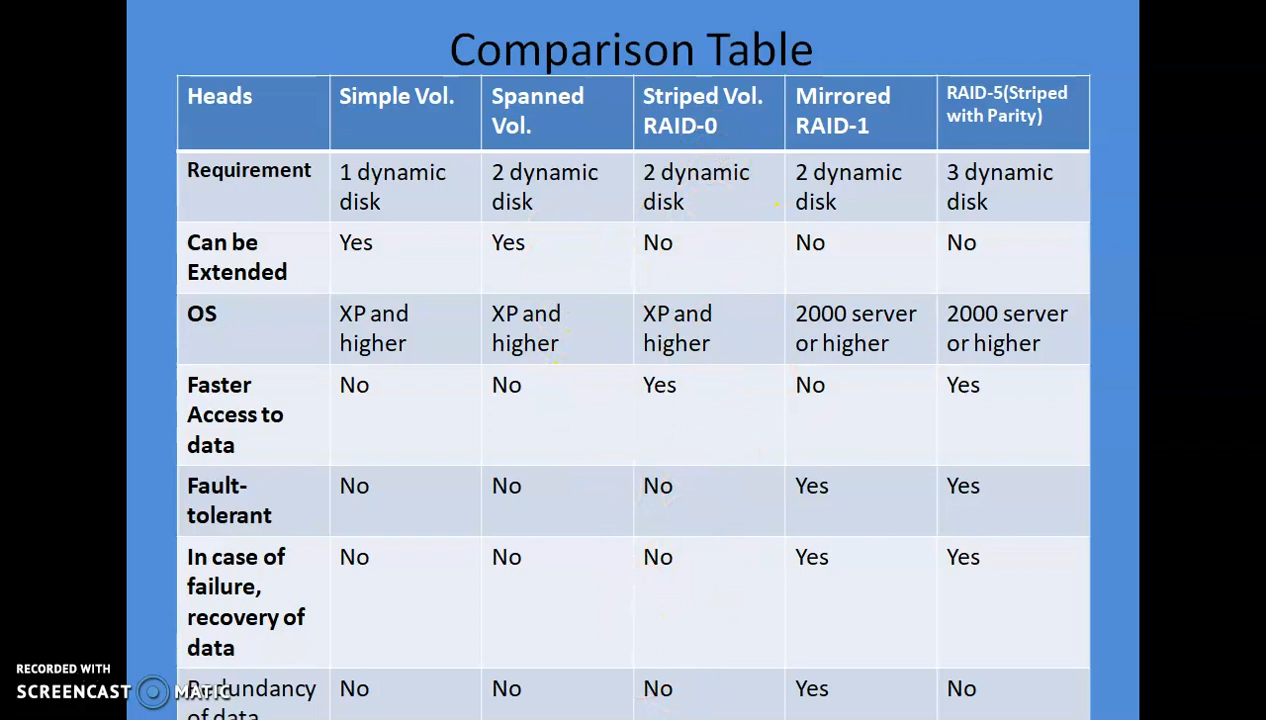 Comparison Table
Heads
Simple Vol.
Spanned
Vol.
Striped Vol.
RAID-0
Mirrored
RAID-1
RAID-5(Striped
with Parity)
Requirement
1 dynamic
disk
2 dynamic
disk
2 dynamic
disk
2 dynamic
disk
3 dynamic
disk
Can be
Extended
Yes
Yes
No
No
No
OS
XP and
higher
XP and
higher
XP and
higher
2000 server
or higher
2000 server
or higher
Faster
Access to
data
No
No
Yes
No
Yes
Fault-
tolerant
No
No
No
Yes
Yes
In case of
failure,
recovery of
data
No
No
No
Yes
Yes
Redundancy
of data
No
No
No
Yes
No
RECORDED WITH
SCREENCAST MATIC